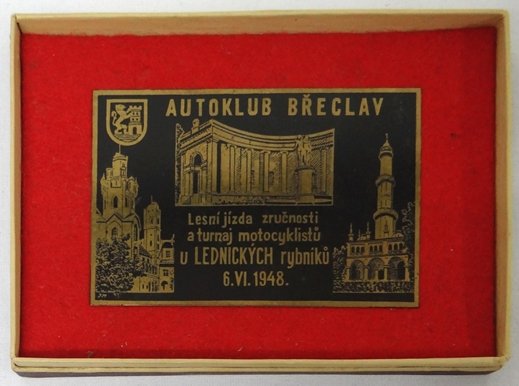 AUTOKLUB BŘECLAV
Lesní jízda zručnosti
a turnaj motocyklistů
u LEDNICKÝCH rybníků
6.VI.1948.